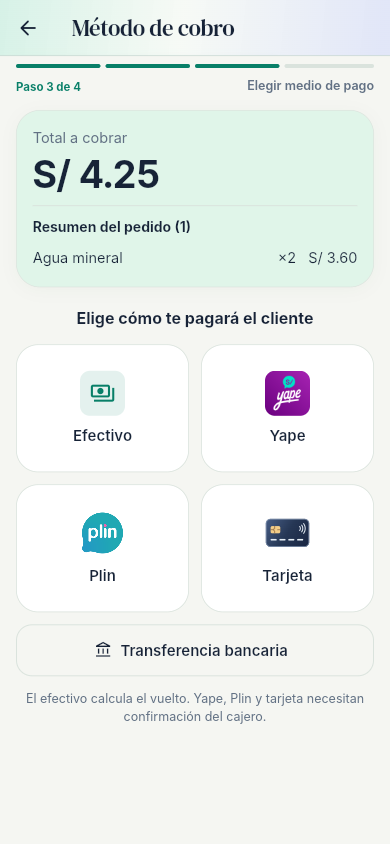 Método de cobro
Paso 3 de 4
Elegir medio de pago
Total a cobrar
S/ 4.25
Resumen del pedido (1)
Agua mineral ×2 S/ 3.60
Elige cómo te pagará el cliente
Efectivo
yape
Yape
plin
Plin
Tarjeta
Transferencia bancaria
El efectivo calcula el vuelto. Yape, Plin y tarjeta necesitan
confirmación del cajero.